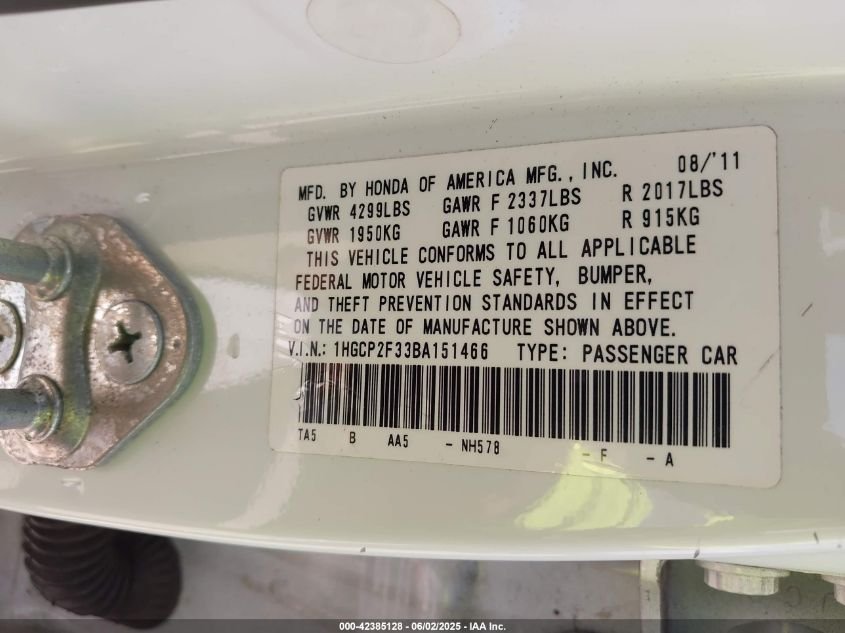 08/'11
MFD. BY HONDA OF AMERICA MFG., INC.
GVWR 4299LBS GAWR F 2337LBS R 2017LBS
GVWR 1950KG GAWR F 1060KG R 915KG
THIS VEHICLE CONFORMS TO ALL APPLICABLE
FEDERAL MOTOR VEHICLE SAFETY, BUMPER,
AND THEFT PREVENTION STANDARDS IN EFFECT
ON THE DATE OF MANUFACTURE SHOWN ABOVE.
V.I.N.: 1HGCP2F33BA151466 TYPE: PASSENGER CAR
TA5 B AA5 - NH578 - F - A
000-42385128 - 06/02/2025 - IAA Inc.